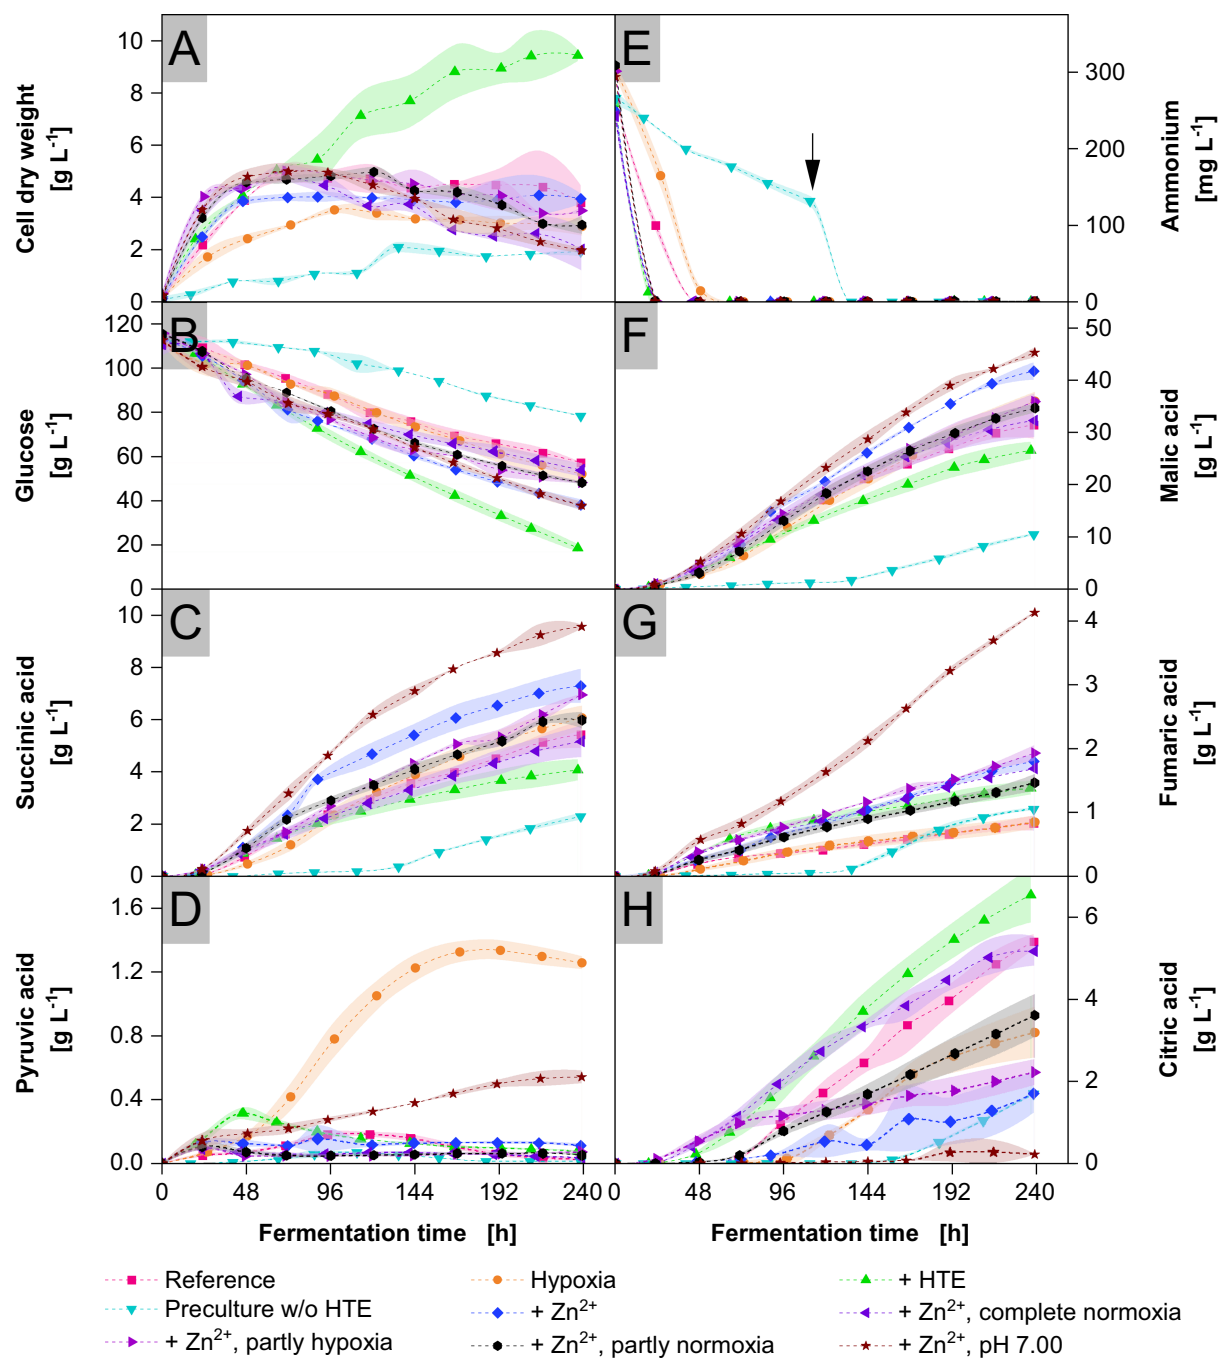 A
E
Cell dry weight
[g L⁻¹]
10
8
6
4
2
0
300
200
100
0
Ammonium
[mg L⁻¹]
B
F
Glucose
[g L⁻¹]
120
100
80
60
40
20
0
50
40
30
20
10
0
Malic acid
[g L⁻¹]
C
G
Succinic acid
[g L⁻¹]
10
8
6
4
2
0
4
3
2
1
0
Fumaric acid
[g L⁻¹]
D
H
Pyruvic acid
[g L⁻¹]
1.6
1.2
0.8
0.4
0.0
6
4
2
0
Citric acid
[g L⁻¹]
0 48 96 144 192 240 0 48 96 144 192 240
Fermentation time [h] Fermentation time [h]
Reference Hypoxia + HTE
Preculture w/o HTE + Zn²⁺ + Zn²⁺, complete normoxia
+ Zn²⁺, partly hypoxia + Zn²⁺, partly normoxia + Zn²⁺, pH 7.00